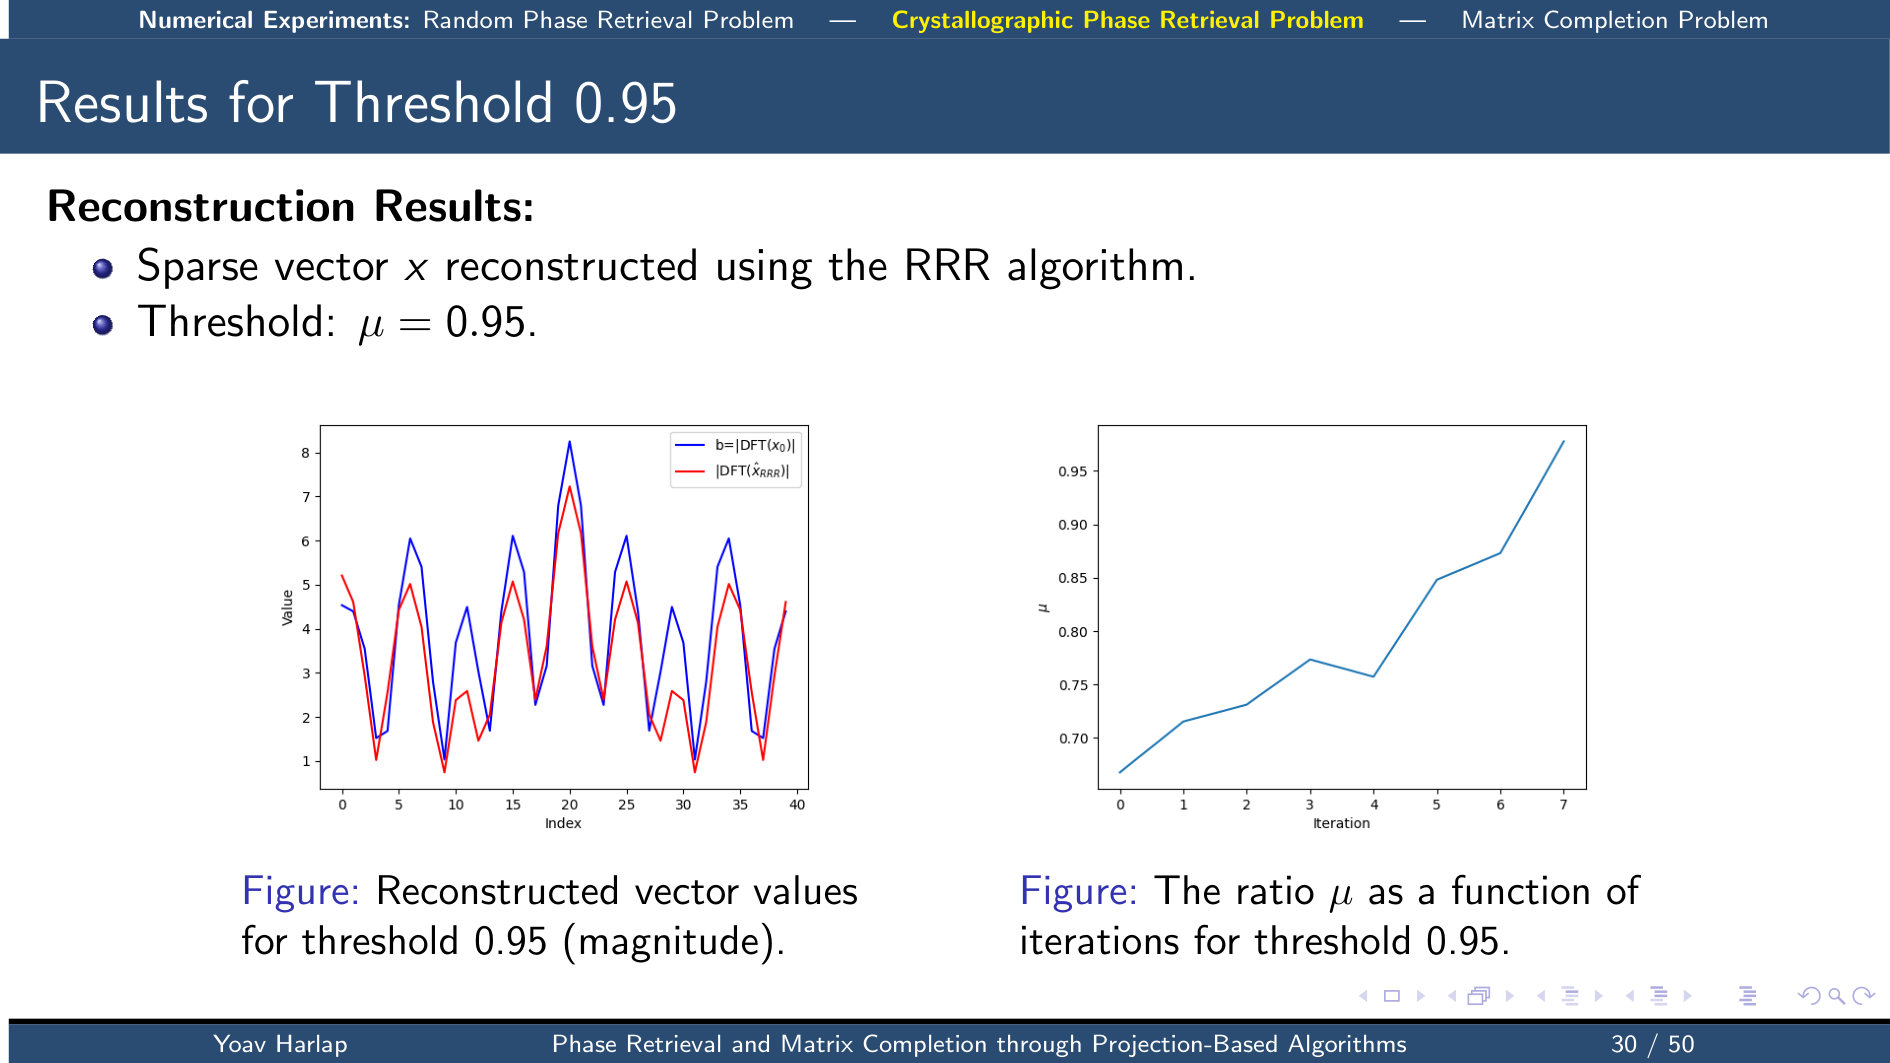 Numerical Experiments: Random Phase Retrieval Problem — Crystallographic Phase Retrieval Problem — Matrix Completion Problem
Results for Threshold 0.95
Reconstruction Results:
Sparse vector x reconstructed using the RRR algorithm.
Threshold: μ = 0.95.
b=|DFT(x₀)|
|DFT(x̂_RRR)|
8
7
6
5
4
3
2
1
Value
0 5 10 15 20 25 30 35 40
Index
Figure: Reconstructed vector values
for threshold 0.95 (magnitude).
0.95
0.90
0.85
0.80
0.75
0.70
μ
0 1 2 3 4 5 6 7
Iteration
Figure: The ratio μ as a function of
iterations for threshold 0.95.
Yoav Harlap Phase Retrieval and Matrix Completion through Projection-Based Algorithms 30 / 50